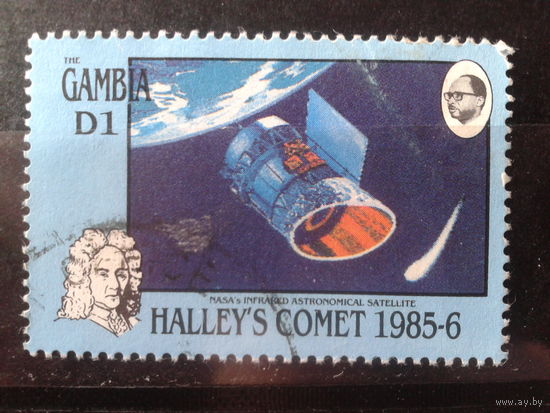 THE
GAMBIA
D1
NASA's INFRARED ASTRONOMICAL SATELLITE
HALLEY'S COMET 1985-6
www.ay.by